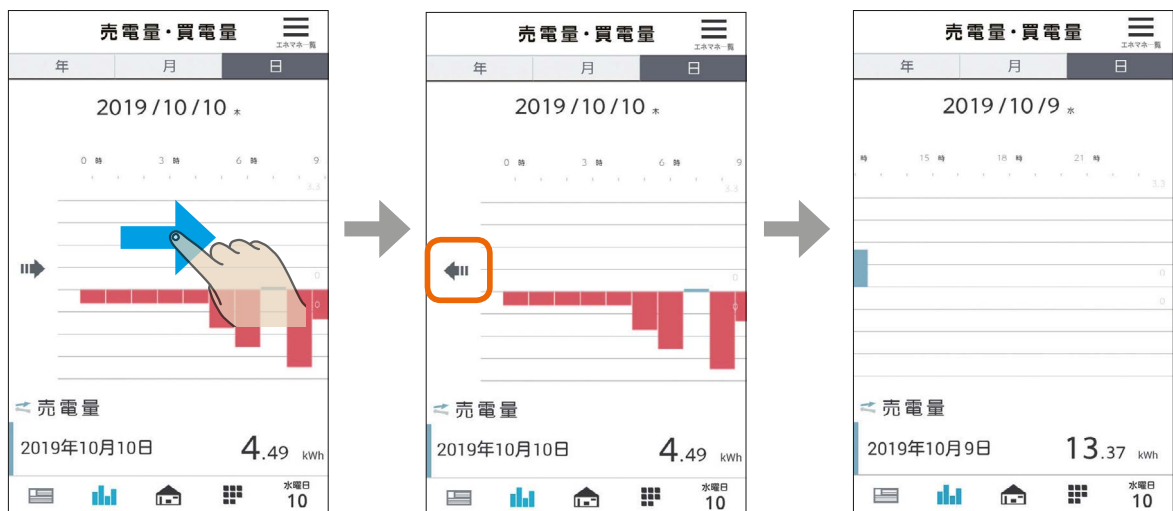 売電量・買電量
エネマネ一覧
年 月 日
2019/10/10 木
0 時 3 時 6 時 9
3.3
0
売電量
2019年10月10日 4.49 kWh
水曜日
10
売電量・買電量
エネマネ一覧
年 月 日
2019/10/10 木
0 時 3 時 6 時 9
3.3
0
0
売電量
2019年10月10日 4.49 kWh
水曜日
10
売電量・買電量
エネマネ一覧
年 月 日
2019/10/9 水
時 15 時 18 時 21 時
3.3
0
0
売電量
2019年10月9日 13.37 kWh
水曜日
10